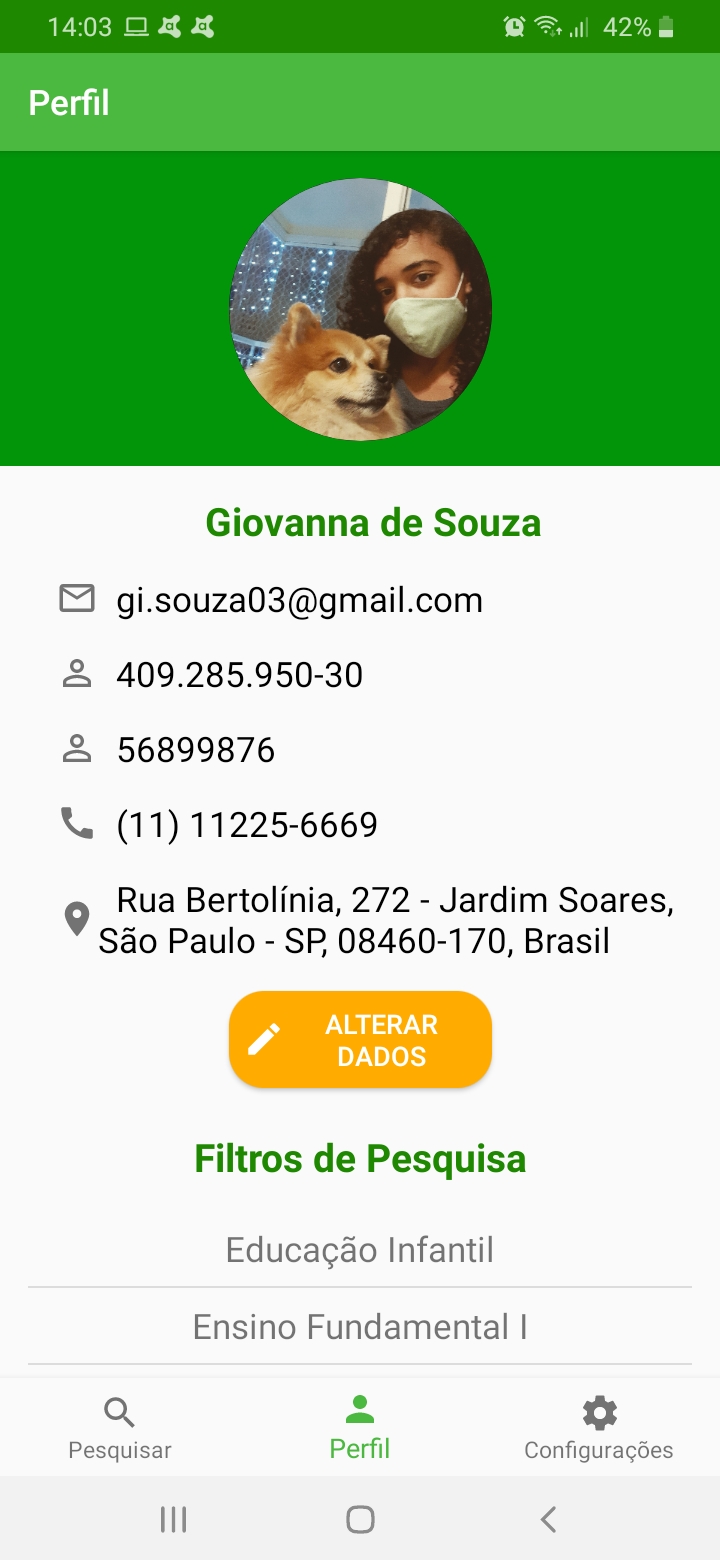 14:03
42%
Perfil
Giovanna de Souza
gi.souza03@gmail.com
409.285.950-30
56899876
(11) 11225-6669
Rua Bertolínia, 272 - Jardim Soares,
São Paulo - SP, 08460-170, Brasil
ALTERAR
DADOS
Filtros de Pesquisa
Educação Infantil
Ensino Fundamental I
Pesquisar
Perfil
Configurações